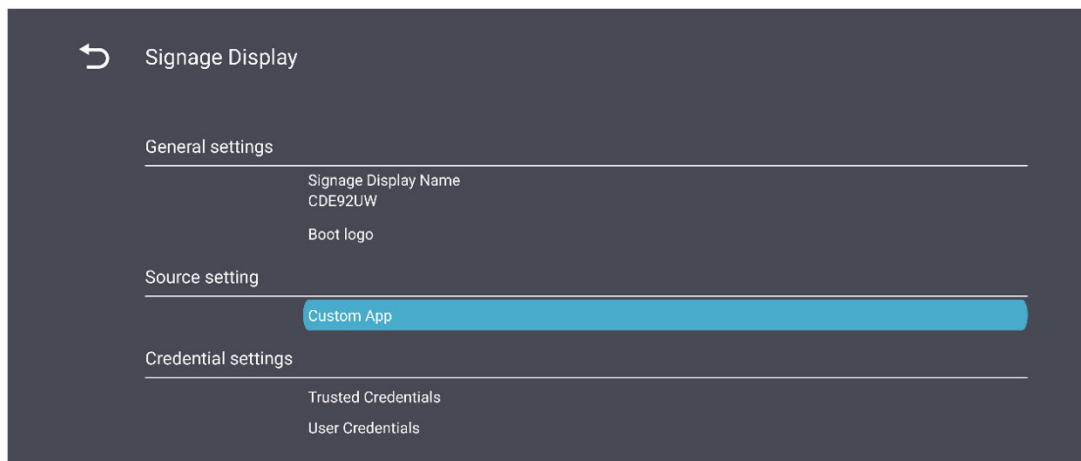 Signage Display
General settings
Signage Display Name
CDE92UW
Boot logo
Source setting
Custom App
Credential settings
Trusted Credentials
User Credentials